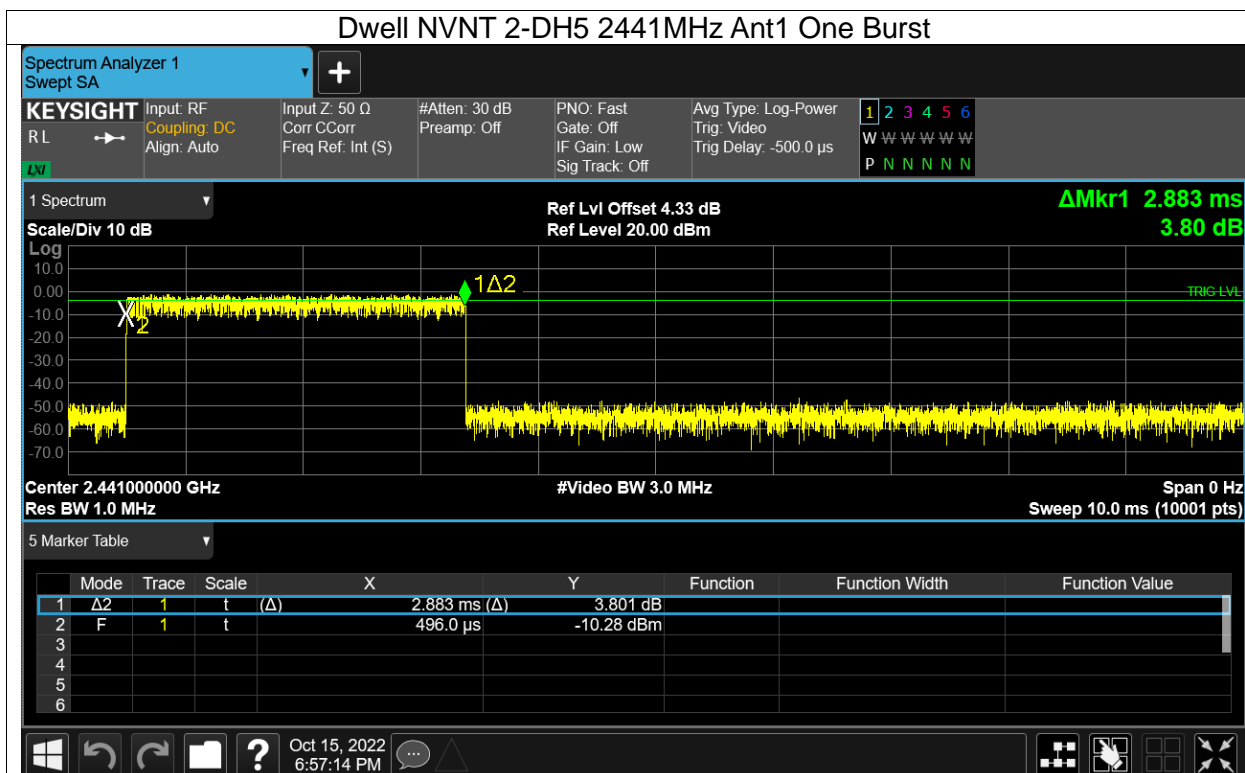 Dwell NVNT 2-DH5 2441MHz Ant1 One Burst
Spectrum Analyzer 1
Swept SA
+
KEYSIGHT Input: RF Input Z: 50 Ω #Atten: 30 dB PNO: Fast Avg Type: Log-Power 1 2 3 4 5 6
RL Coupling: DC Corr CCorr Preamp: Off Gate: Off Trig: Video W W W W W W
Align: Auto Freq Ref: Int (S) IF Gain: Low Trig Delay: -500.0 µs
LXI Sig Track: Off P N N N N N
1 Spectrum Ref Lvl Offset 4.33 dB ΔMkr1 2.883 ms
Scale/Div 10 dB Ref Level 20.00 dBm 3.80 dB
Log
10.0
1Δ2
0.00
TRIG LVL
-10.0
X2
-20.0
-30.0
-40.0
-50.0
-60.0
-70.0
Center 2.441000000 GHz #Video BW 3.0 MHz Span 0 Hz
Res BW 1.0 MHz Sweep 10.0 ms (10001 pts)
5 Marker Table
Mode Trace Scale X Y Function Function Width Function Value
1 Δ2 1 t (Δ) 2.883 ms (Δ) 3.801 dB
2 F 1 t 496.0 µs -10.28 dBm
3
4
5
6
? Oct 15, 2022
6:57:14 PM